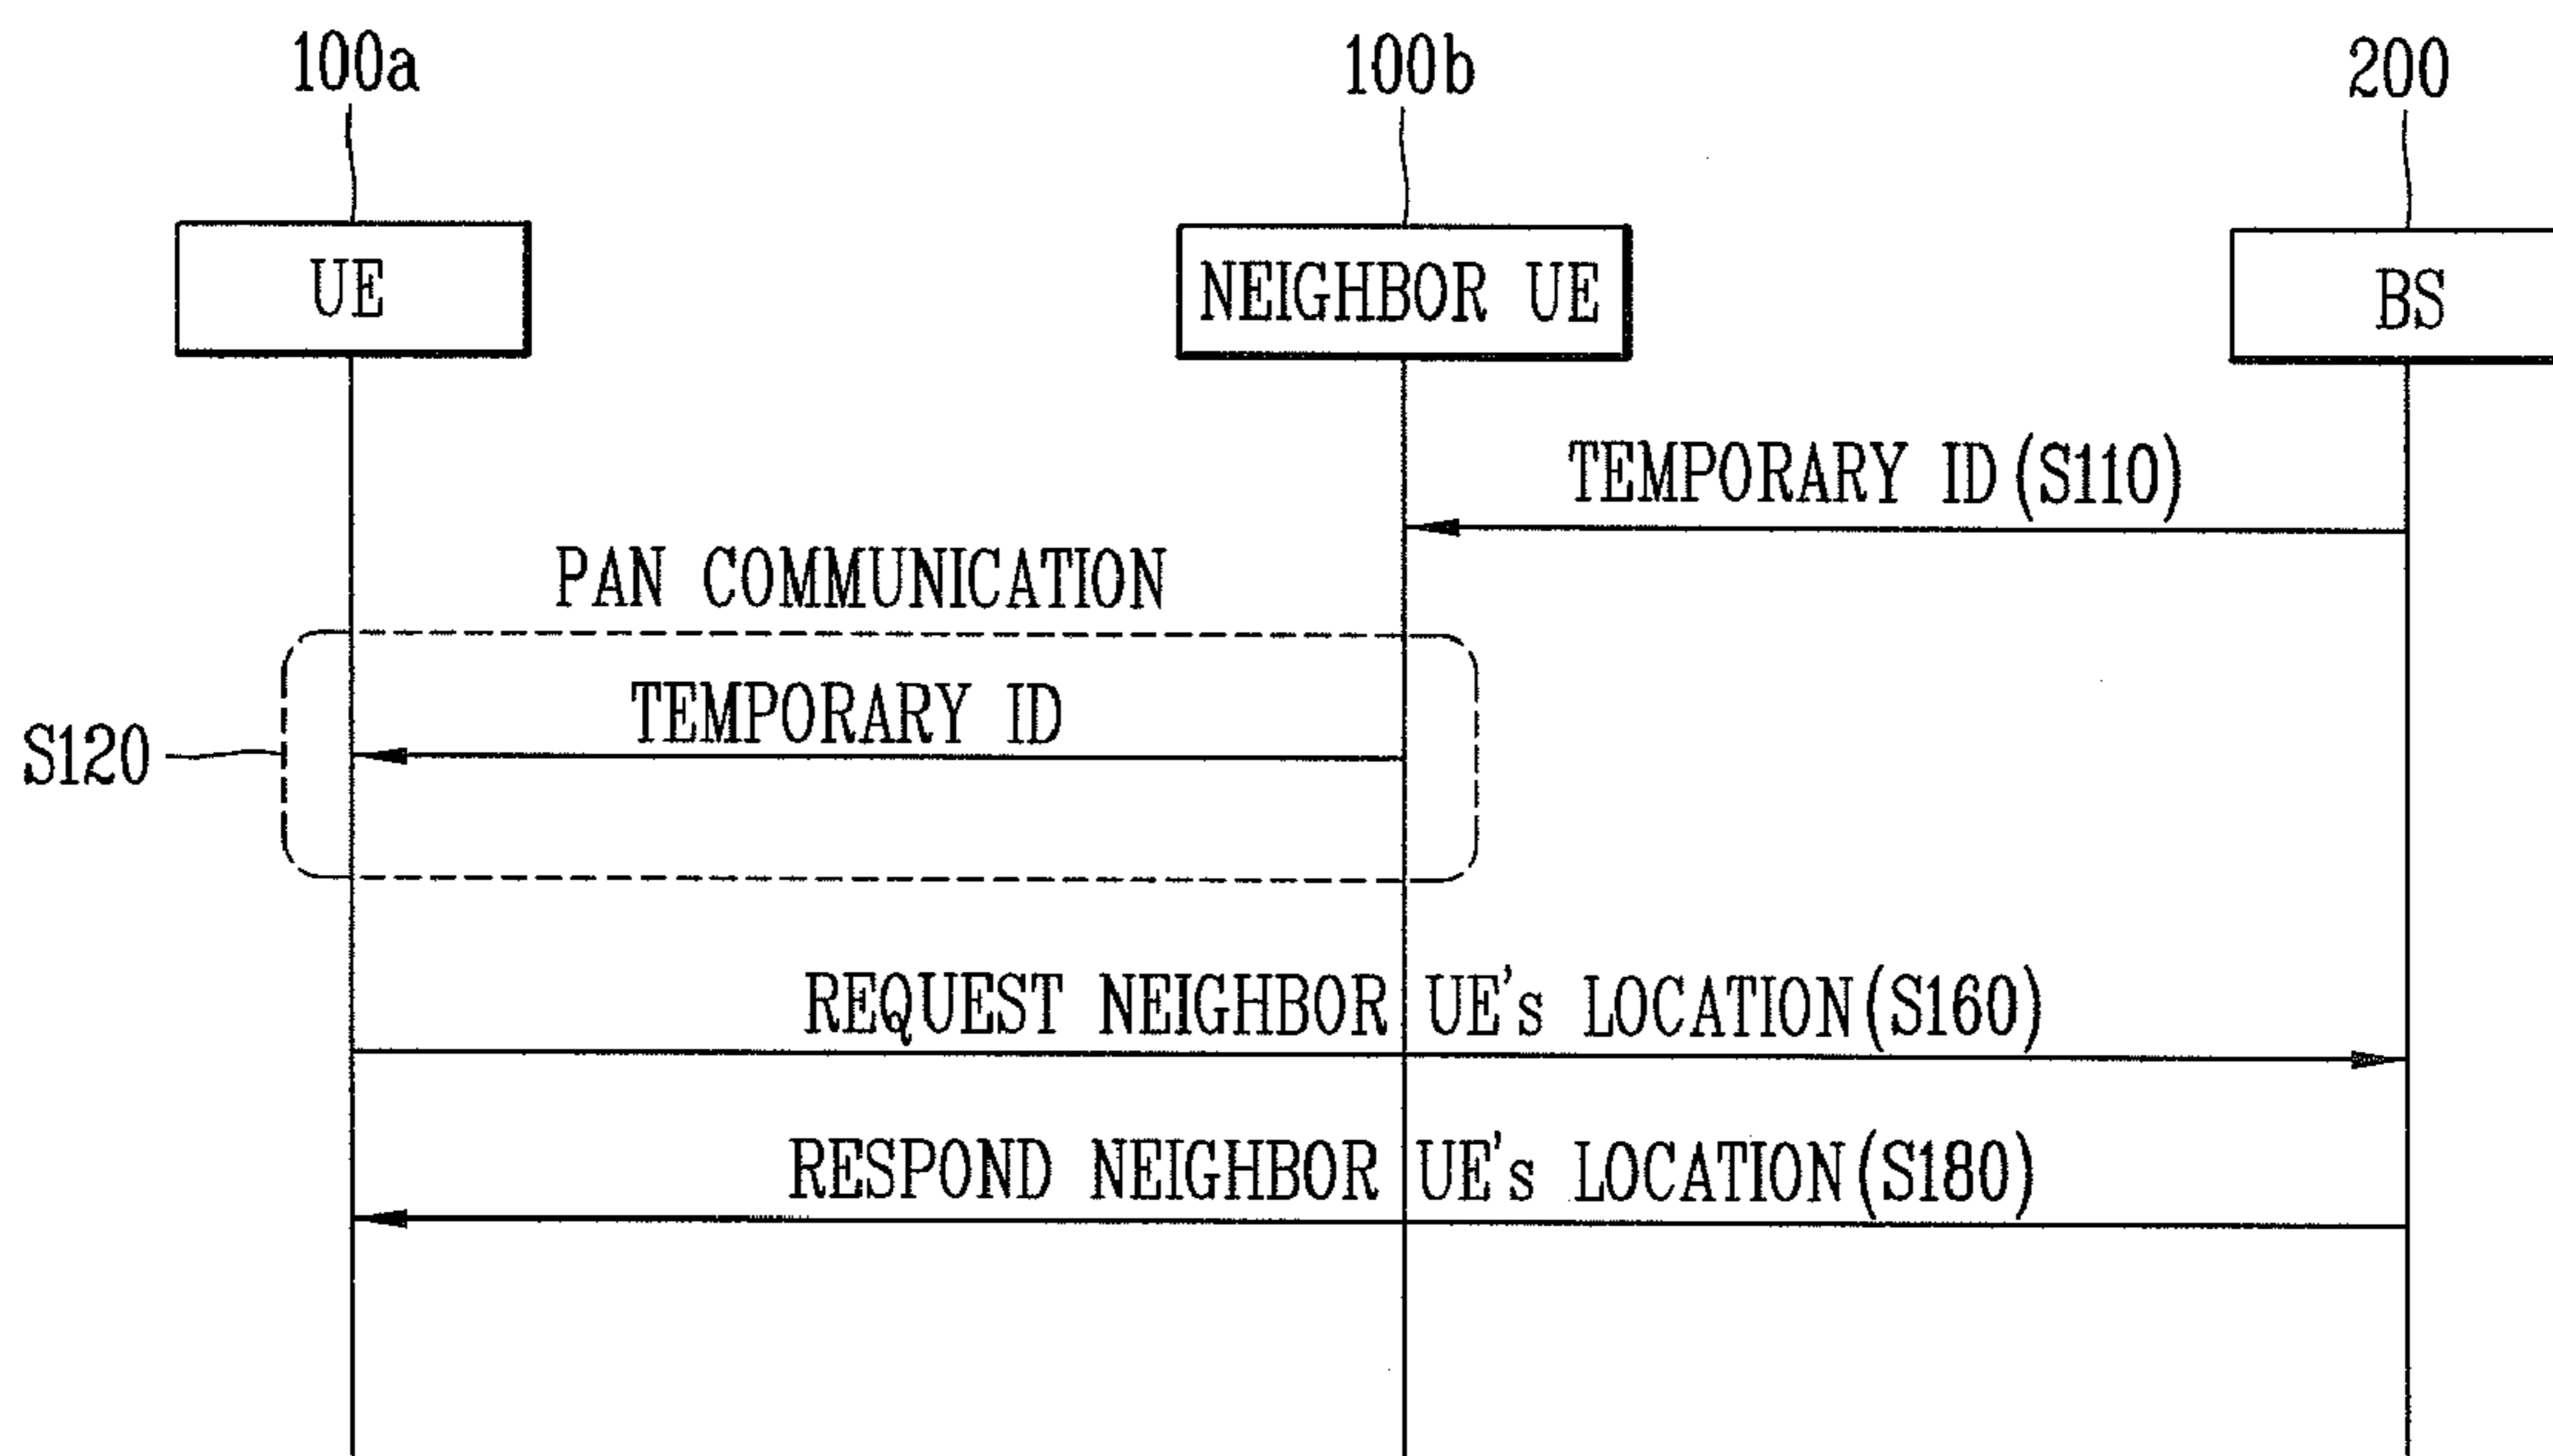 100a
100b
200
UE
NEIGHBOR UE
BS
TEMPORARY ID(S110)
PAN COMMUNICATION
TEMPORARY ID
S120
REQUEST NEIGHBOR UE's LOCATION(S160)
RESPOND NEIGHBOR UE's LOCATION(S180)